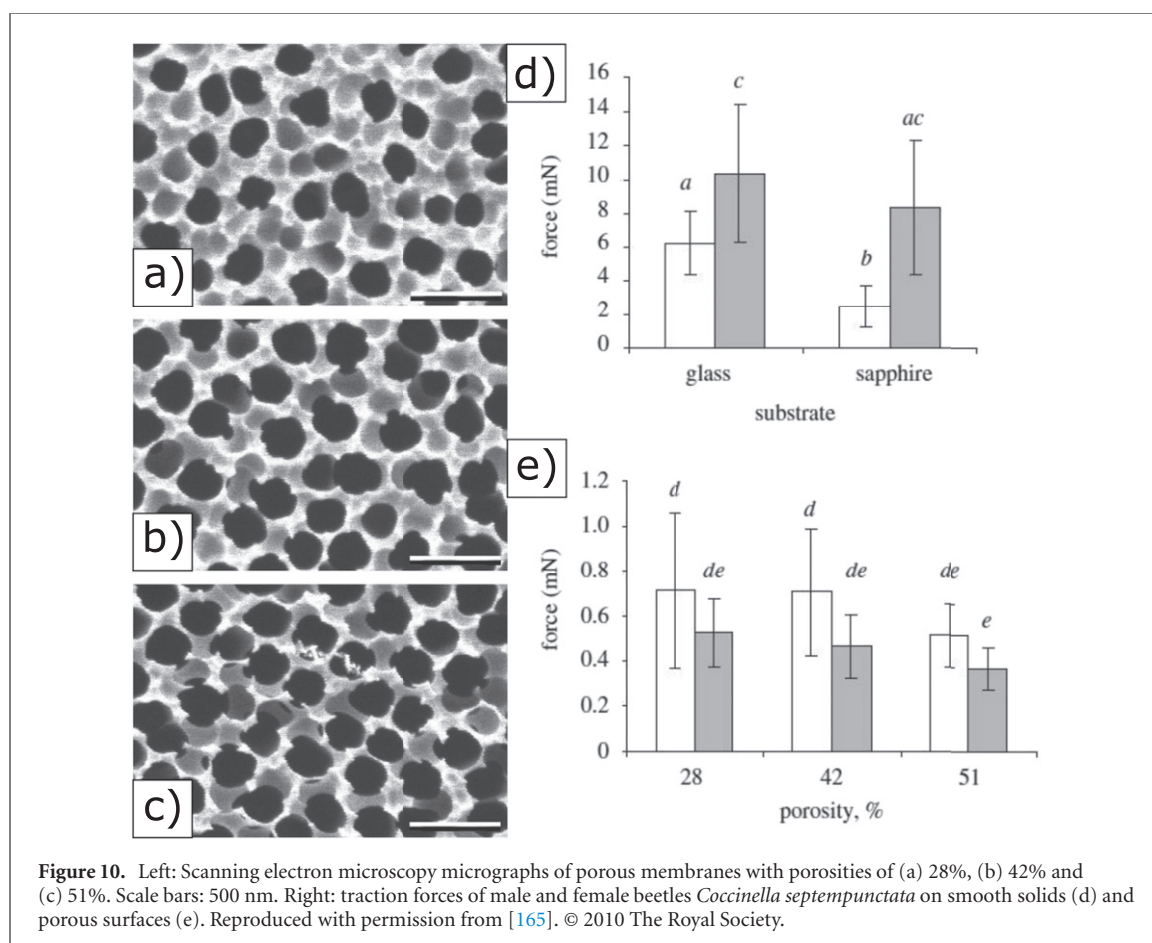 a)
b)
c)
d)
16
14
12
10
8
6
4
2
0
force (mN)
a
c
b
ac
glass
sapphire
substrate
e)
1.2
1.0
0.8
0.6
0.4
0.2
0
force (mN)
d
de
d
de
de
e
28
42
51
porosity, %
Figure 10. Left: Scanning electron microscopy micrographs of porous membranes with porosities of (a) 28%, (b) 42% and
(c) 51%. Scale bars: 500 nm. Right: traction forces of male and female beetles Coccinella septempunctata on smooth solids (d) and
porous surfaces (e). Reproduced with permission from [165]. © 2010 The Royal Society.